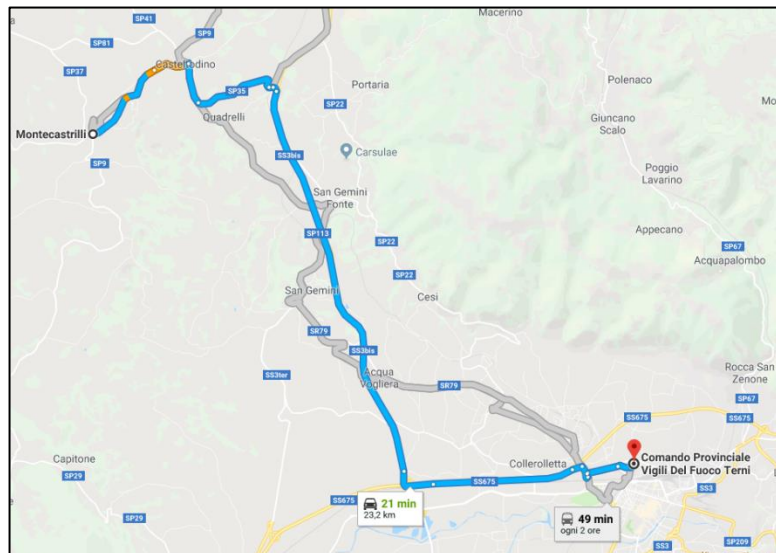 SP41
Macerino
SP9
SP81
SS3bis
Casteltodino
Portaria
Polenaco
SP37
SP35
SP22
Quadrelli
Giuncano
Scalo
Montecastrilli
Carsulae
SP9
SS3bis
Poggio
Lavarino
San Gemini
Fonte
Appecano
SP67
SP113
SP22
Acquapalombo
SP29
SP22
San Gemini
Cesi
SR79
SS3bis
SS3ter
Acqua
Vogliera
Rocca San
Zenone
SR79
SP67
SS675
SS675
Capitone
Collerolletta
Comando Provinciale
Vigili Del Fuoco Terni
SP29
SS675
SS675
21 min
23,2 km
SS3
49 min
ogni 2 ore
SP29
SS3
SP209